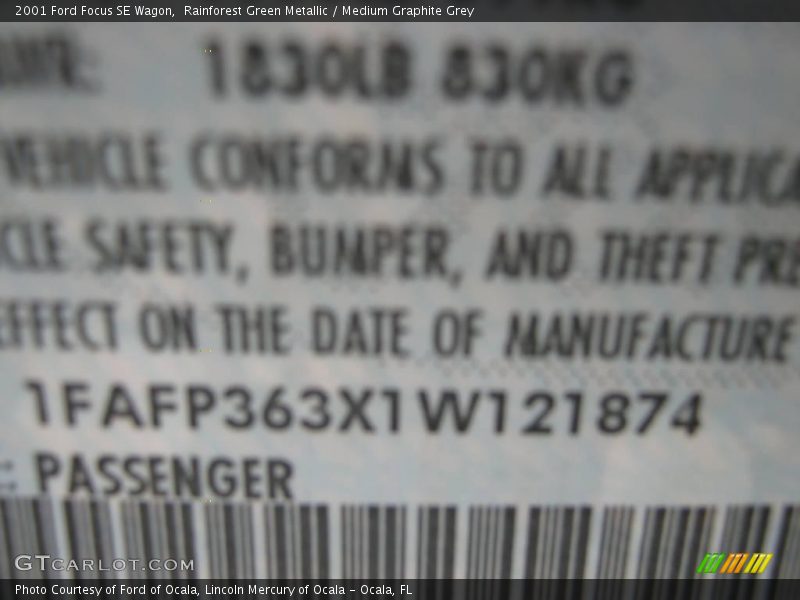 2001 Ford Focus SE Wagon,  Rainforest Green Metallic / Medium Graphite Grey
1830LB 830KG
VEHICLE CONFORMS TO ALL APPLICA
CLE SAFETY, BUMPER, AND THEFT PRE
EFFECT ON THE DATE OF MANUFACTURE
1FAFP363X1W121874
: PASSENGER
GTCARLOT.COM
Photo Courtesy of Ford of Ocala, Lincoln Mercury of Ocala - Ocala, FL